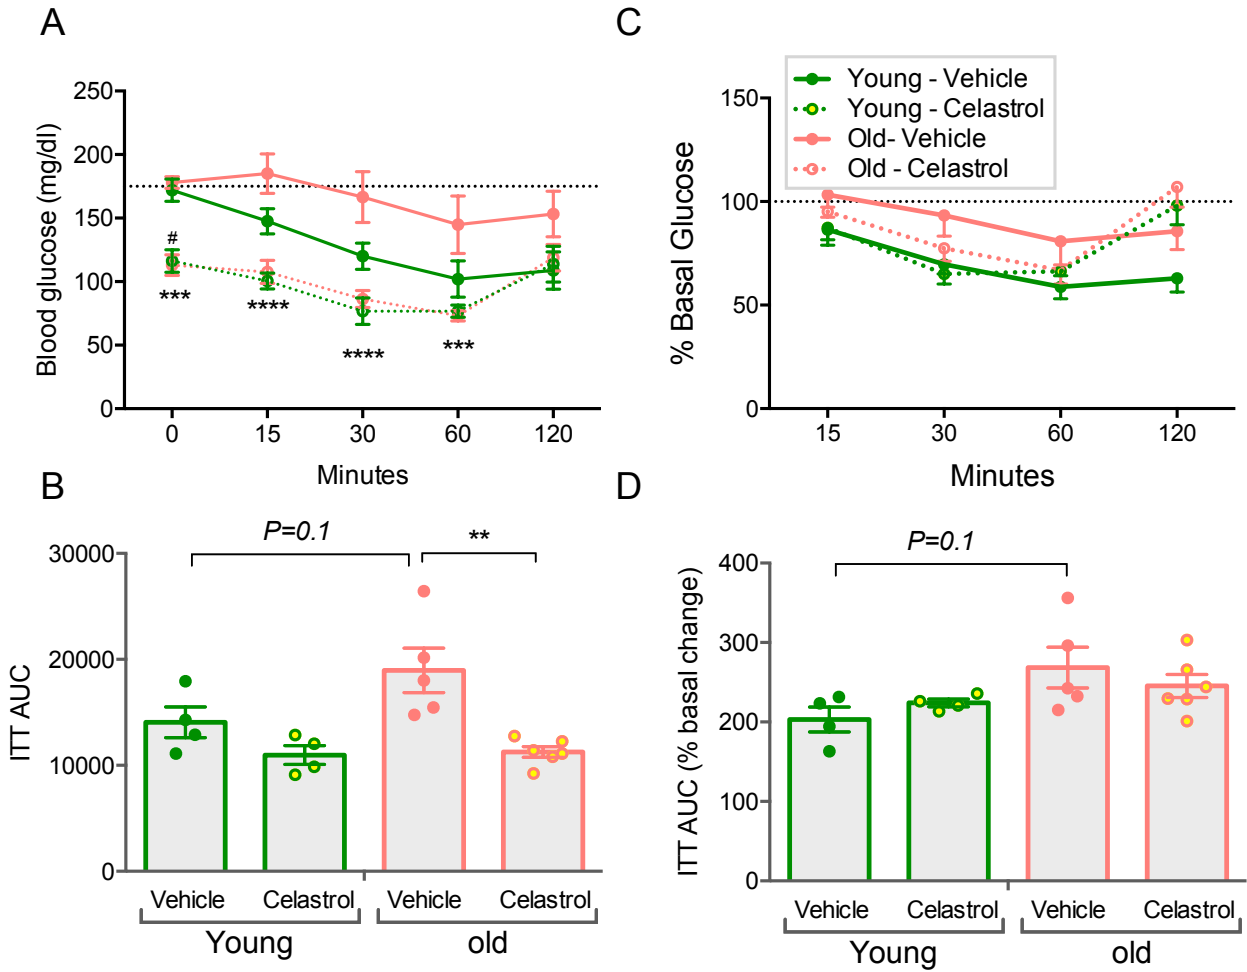 A
250
200
150
100
50
0
Blood glucose (mg/dl)
#
***
****
****
***
0 15 30 60 120
Minutes
C
Young - Vehicle
Young - Celastrol
Old- Vehicle
Old - Celastrol
150
100
50
0
% Basal Glucose
15 30 60 120
Minutes
B
P=0.1
**
30000
20000
10000
0
ITT AUC
Vehicle Celastrol Vehicle Celastrol
Young old
D
P=0.1
400
300
200
100
0
ITT AUC (% basal change)
Vehicle Celastrol Vehicle Celastrol
Young old